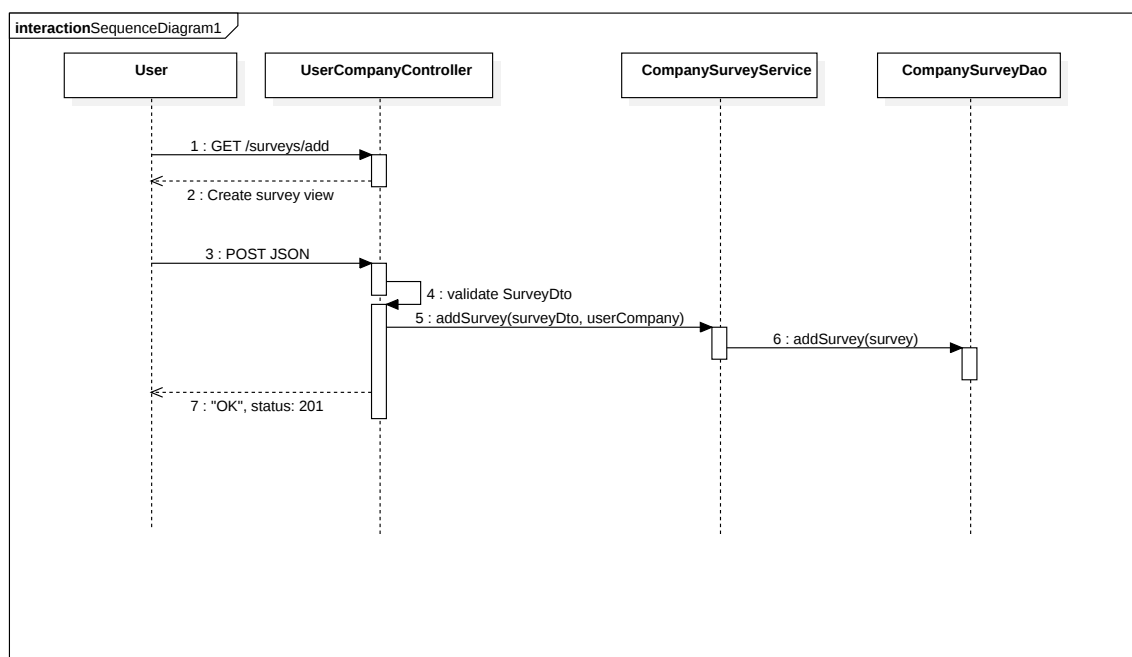 interactionSequenceDiagram1
User
UserCompanyController
CompanySurveyService
CompanySurveyDao
1 : GET /surveys/add
2 : Create survey view
3 : POST JSON
4 : validate SurveyDto
5 : addSurvey(surveyDto, userCompany)
6 : addSurvey(survey)
7 : "OK", status: 201